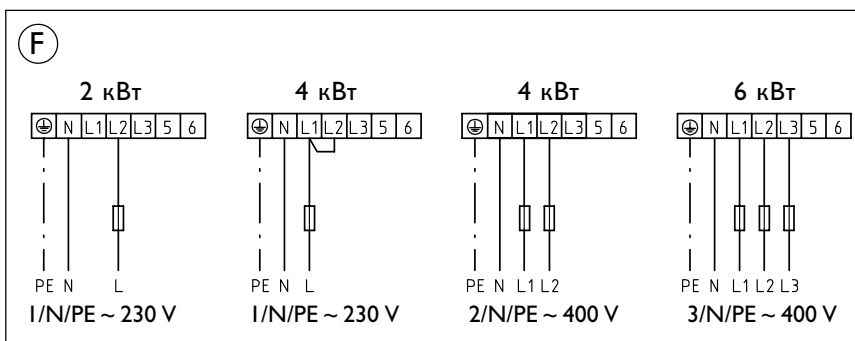 F
2 кВт 4 кВт 4 кВт 6 кВт
N L1 L2 L3 5 6 N L1 L2 L3 5 6 N L1 L2 L3 5 6 N L1 L2 L3 5 6
PE N L PE N L PE N L1 L2 PE N L1 L2 L3
1/N/PE ~ 230 V 1/N/PE ~ 230 V 2/N/PE ~ 400 V 3/N/PE ~ 400 V